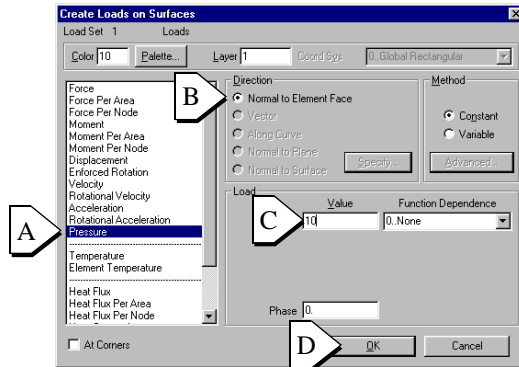 Create Loads on Surfaces
Load Set 1 Loads
Color 10 Palette... Layer 1 Coord Sys 0..Global Rectangular
Force
Force Per Area
Force Per Node
Moment
Moment Per Area
Moment Per Node
Displacement
Enforced Rotation
Velocity
Rotational Velocity
Acceleration
Rotational Acceleration
Pressure
Temperature
Element Temperature
Heat Flux
Heat Flux Per Area
Heat Flux Per Node
At Corners
A
B
Direction
Normal to Element Face
Vector
Along Curve
Normal to Plane
Normal to Surface
Specify...
Method
Constant
Variable
Advanced...
Load
Value Function Dependence
C
10 0..None
Phase 0.
D
OK Cancel